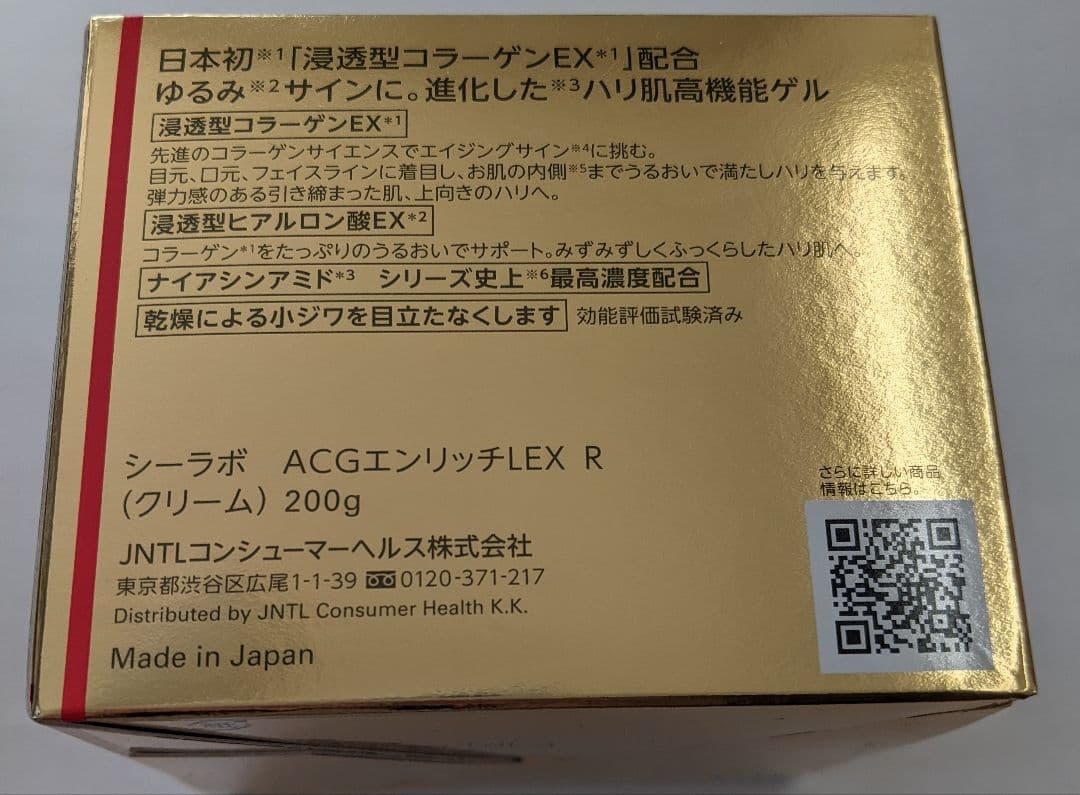 日本初※1「浸透型コラーゲンEX*1」配合
ゆるみ※2サインに。進化した※3ハリ肌高機能ゲル
浸透型コラーゲンEX*1
先進のコラーゲンサイエンスでエイジングサイン※4に挑む。
目元、口元、フェイスラインに着目し、お肌の内側※5までうるおいで満たしハリを与えます。
弾力感のある引き締まった肌、上向きのハリへ。
浸透型ヒアルロン酸EX*2
コラーゲン*1をたっぷりのうるおいでサポート。みずみずしくふっくらしたハリ肌へ。
ナイアシンアミド*3 シリーズ史上※6最高濃度配合
乾燥による小ジワを目立たなくします 効能評価試験済み
シーラボ ACGエンリッチLEX R
(クリーム) 200g
さらに詳しい商品
情報はこちら。
JNTLコンシューマーヘルス株式会社
東京都渋谷区広尾1-1-39 0120-371-217
Distributed by JNTL Consumer Health K.K.
Made in Japan